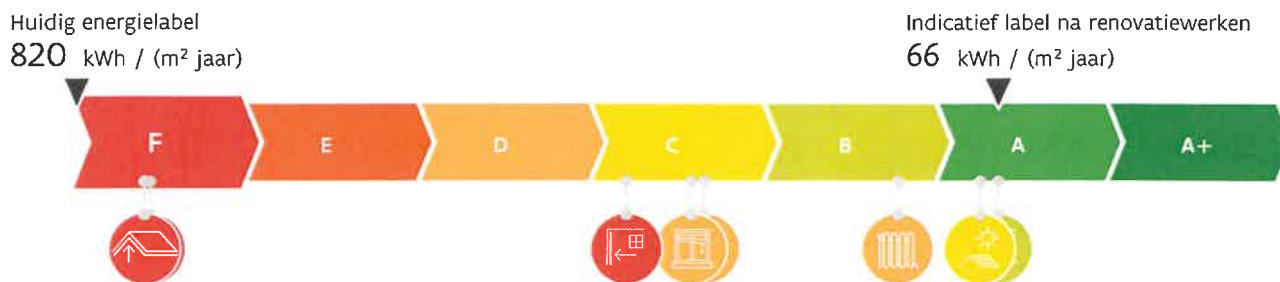 Huidig energielabel
820 kWh / (m² jaar)
Indicatief label na renovatiewerken
66 kWh / (m² jaar)
F E D C B A A+